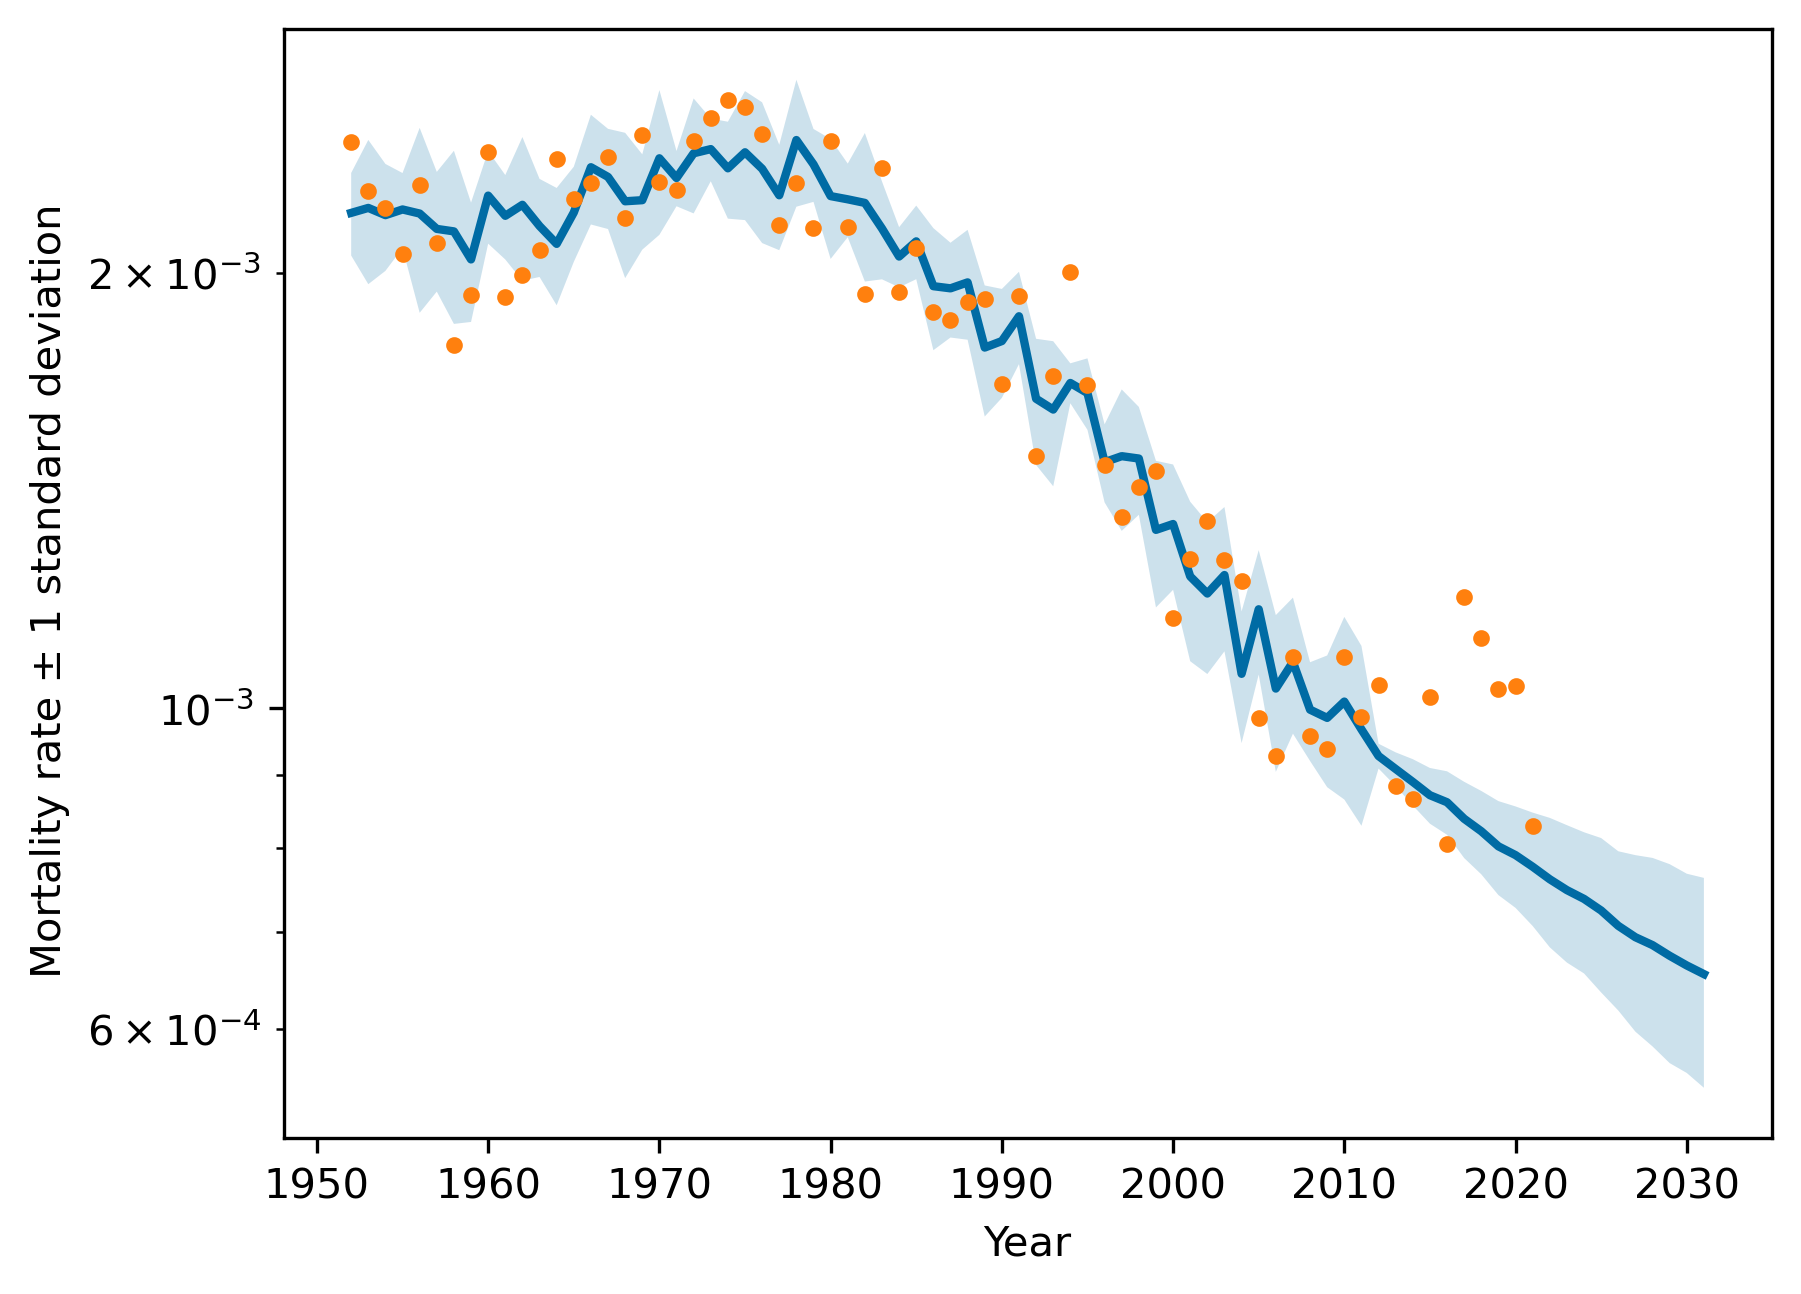 Mortality rate ± 1 standard deviation
2 × 10⁻³
10⁻³
6 × 10⁻⁴
1950 1960 1970 1980 1990 2000 2010 2020 2030
Year